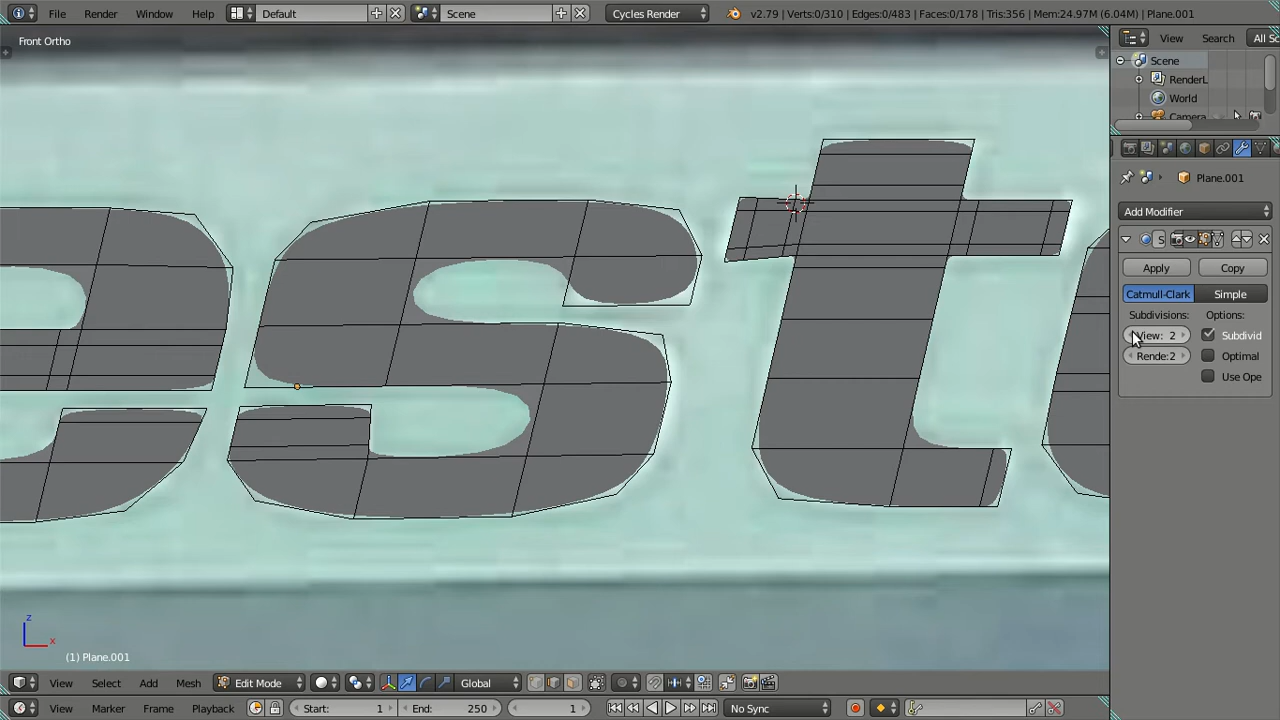 File Render Window Help Default Scene Cycles Render v2.79 | Verts:0/310 | Edges:0/483 | Faces:0/178 | Tris:356 | Mem:24.97M (6.04M) | Plane.001
Front Ortho
View Search All Sc
Scene
RenderL
World
Camera
Plane.001
Add Modifier
S
Apply Copy
Catmull-Clark Simple
Subdivisions: Options:
View: 2 Subdivid
Rende:2 Optimal
Use Ope
est
z
x
(1) Plane.001
View Select Add Mesh Edit Mode Global
View Marker Frame Playback Start: 1 End: 250 1 No Sync